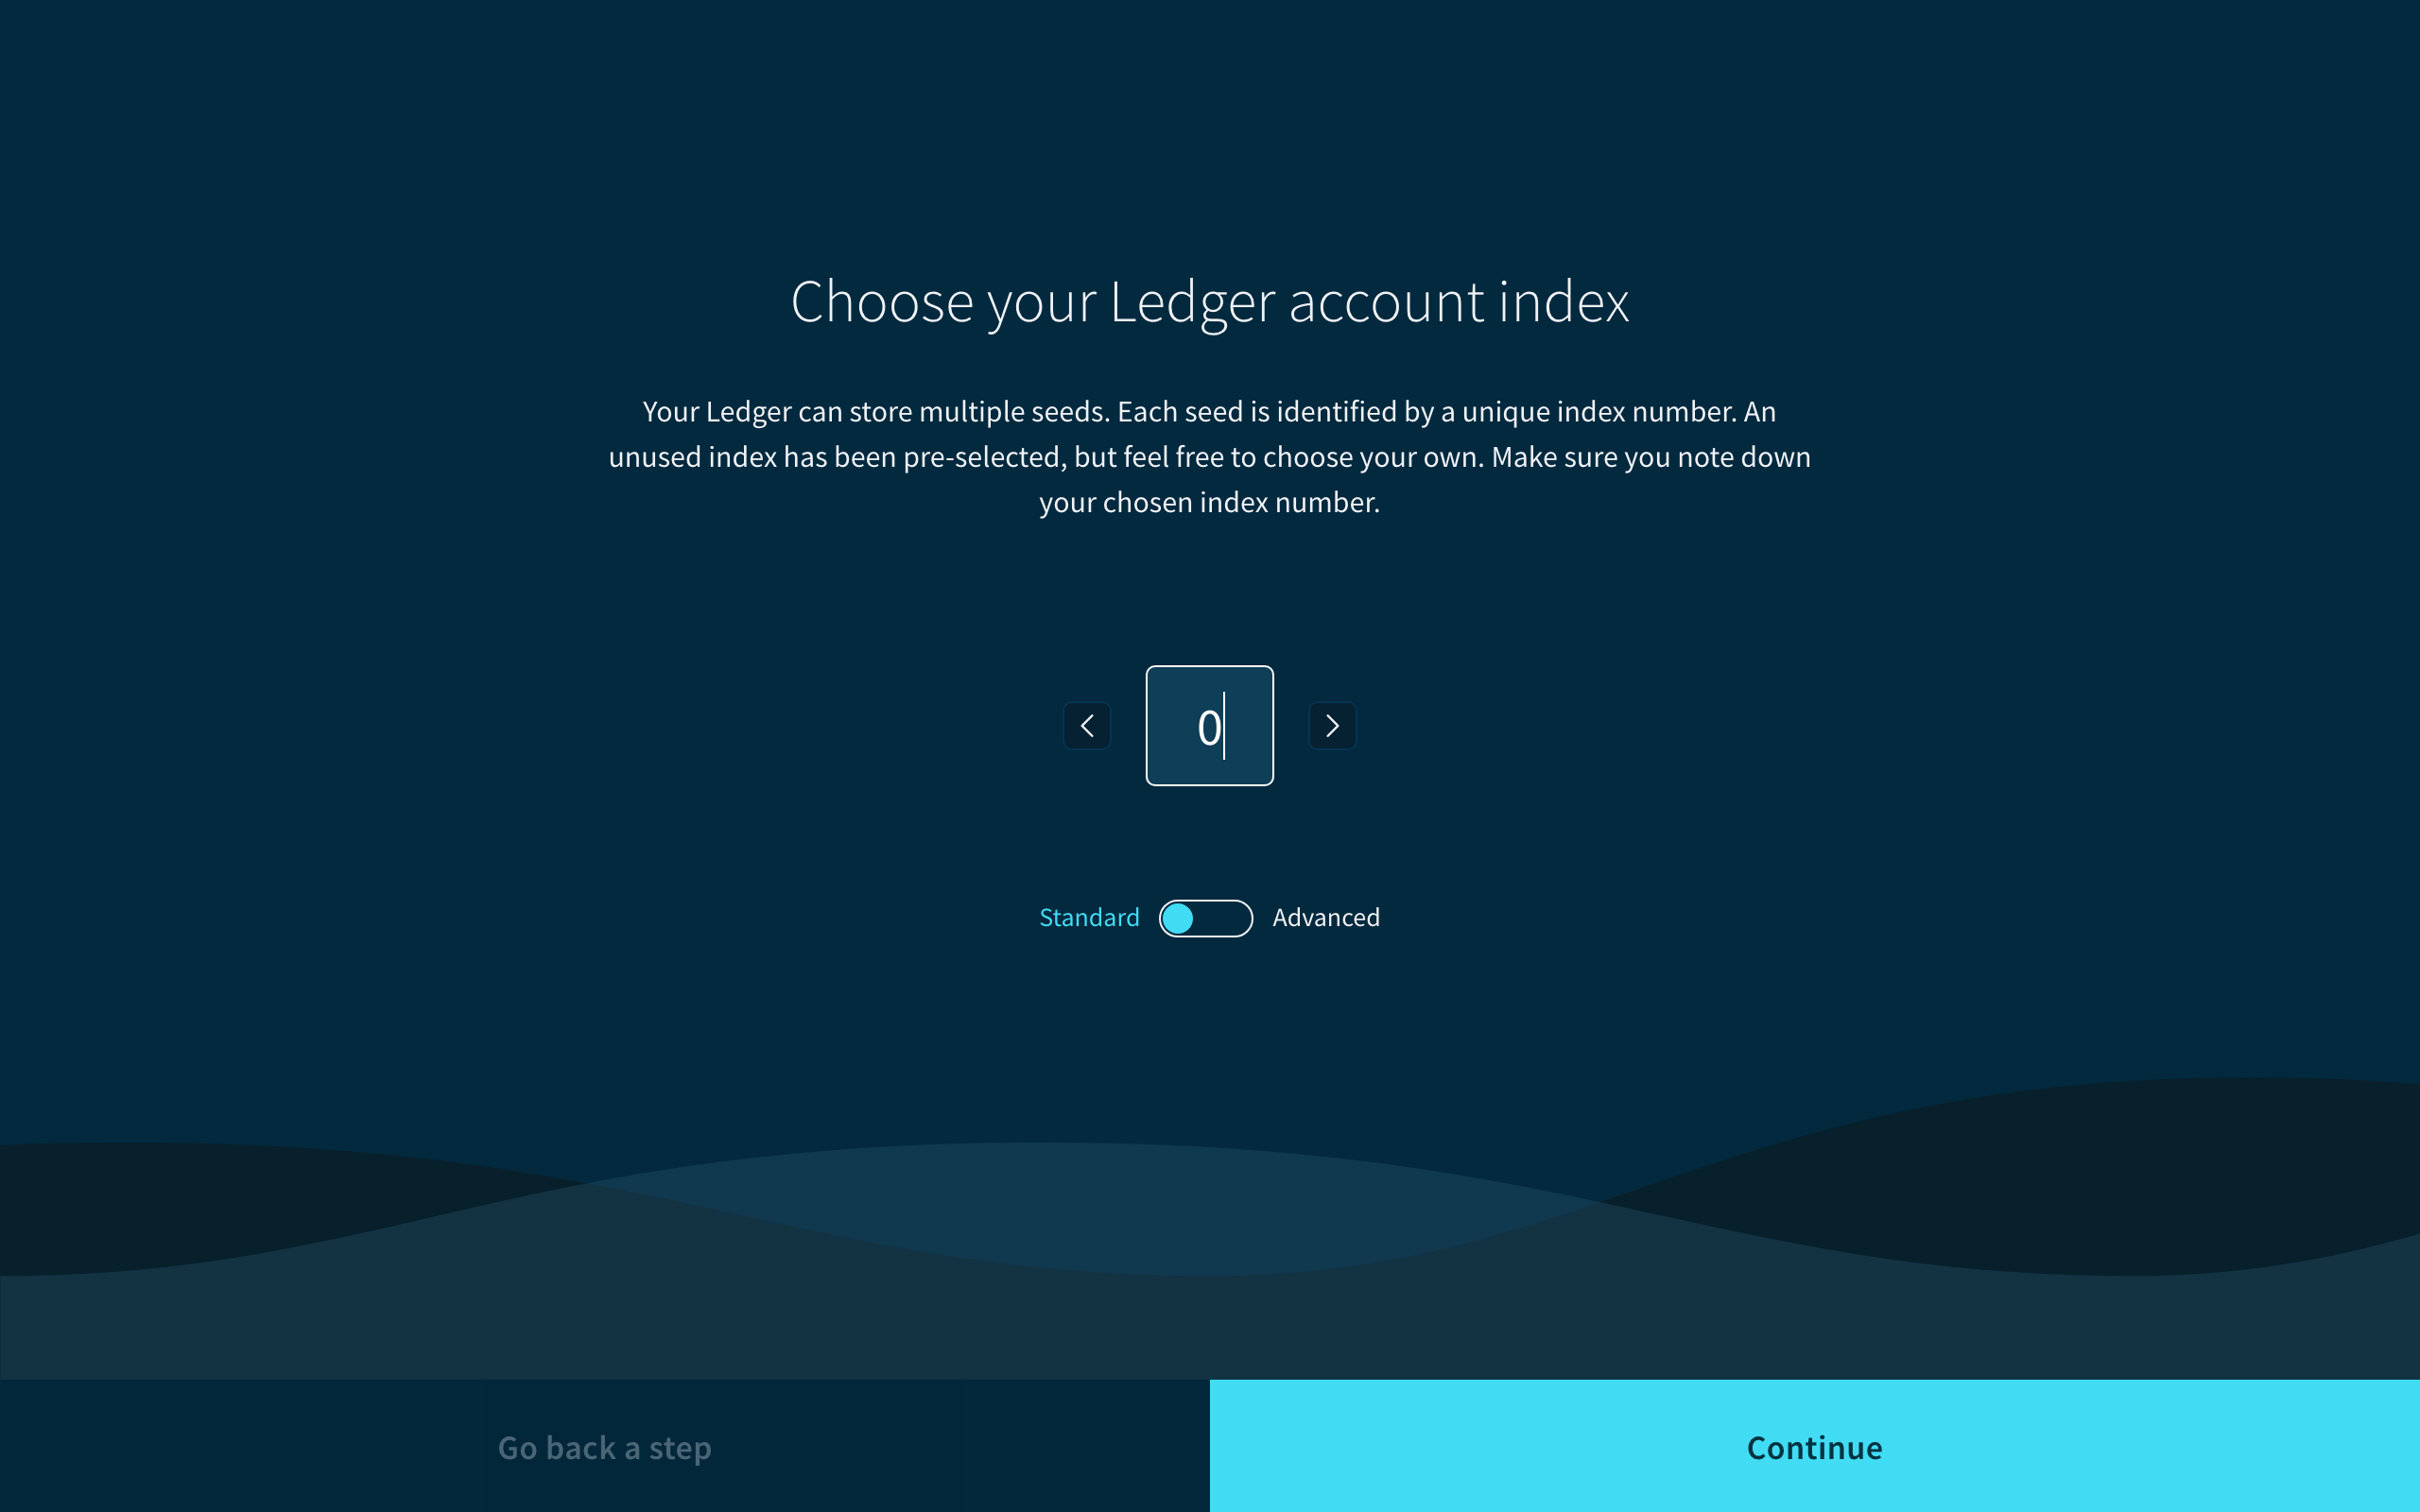 Choose your Ledger account index
Your Ledger can store multiple seeds. Each seed is identified by a unique index number. An
unused index has been pre-selected, but feel free to choose your own. Make sure you note down
your chosen index number.
0
Standard Advanced
Go back a step Continue